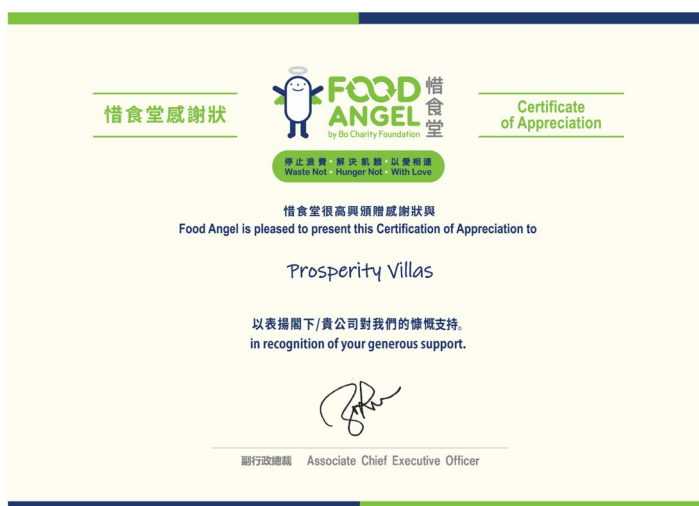 惜食堂感謝狀
FOOD ANGEL
by Bo Charity Foundation
惜食堂
Certificate
of Appreciation
停止浪費・解決飢餓・以愛相連
Waste Not・Hunger Not・With Love
惜食堂很高興頒贈感謝狀與
Food Angel is pleased to present this Certification of Appreciation to
Prosperity Villas
以表揚閣下/貴公司對我們的慷慨支持。
in recognition of your generous support.
副行政總裁 Associate Chief Executive Officer